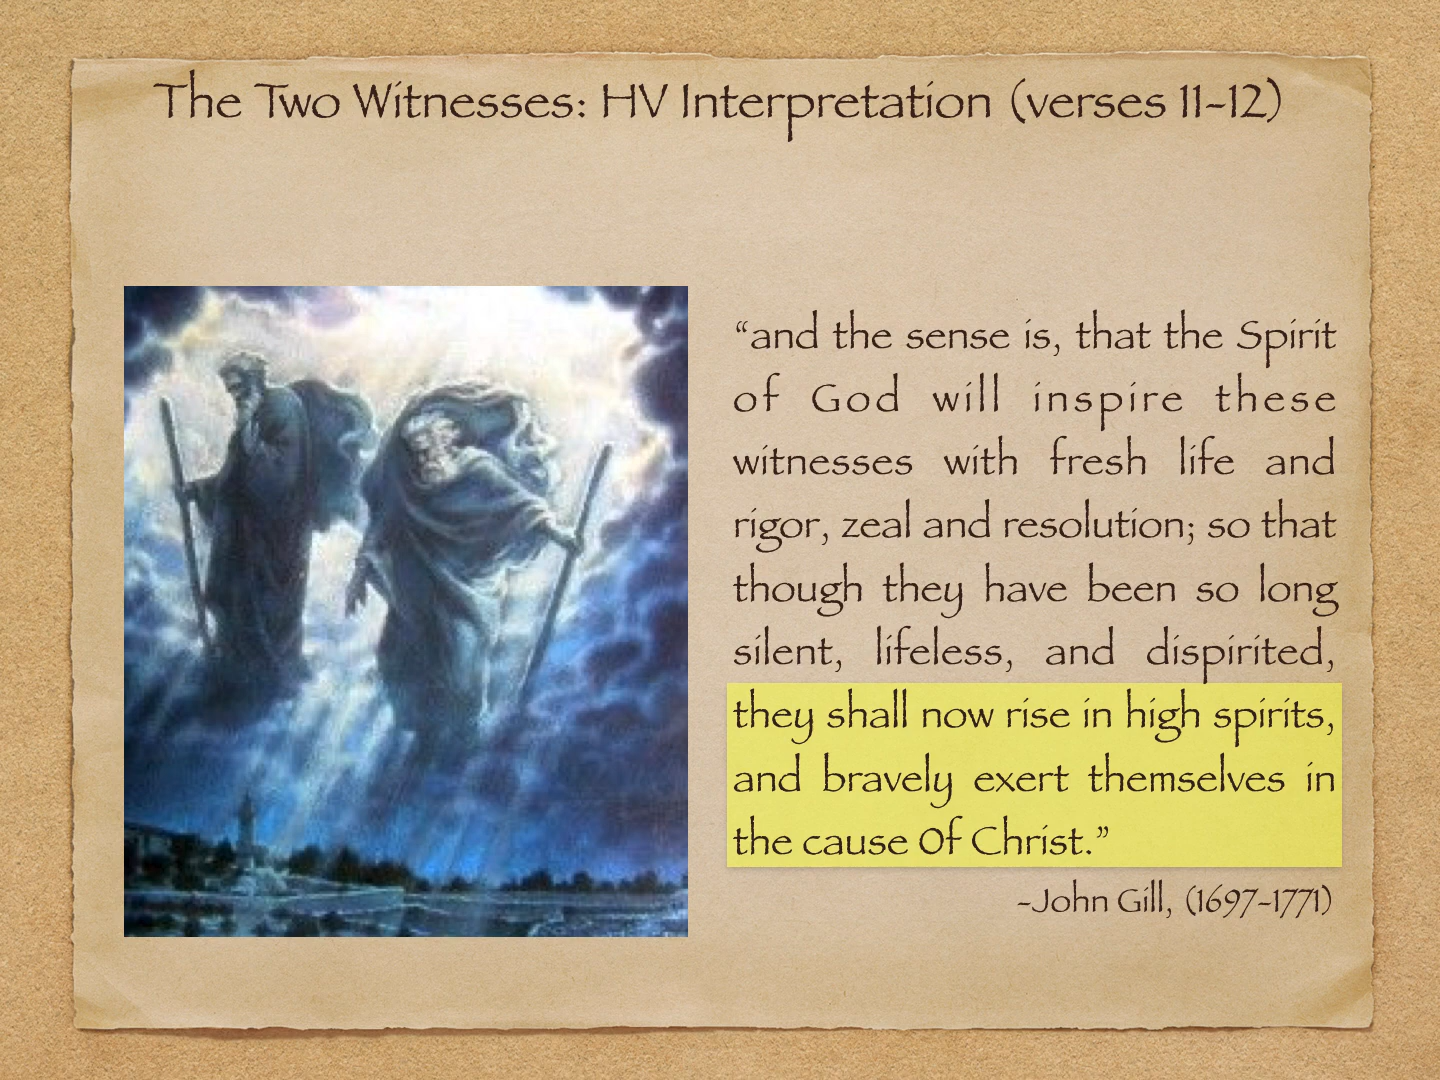 The Two Witnesses: HV Interpretation (verses 11-12)
“and the sense is, that the Spirit
of God will inspire these
witnesses with fresh life and
rigor, zeal and resolution; so that
though they have been so long
silent, lifeless, and dispirited,
they shall now rise in high spirits,
and bravely exert themselves in
the cause 0f Christ.”
-John Gill, (1697-1771)